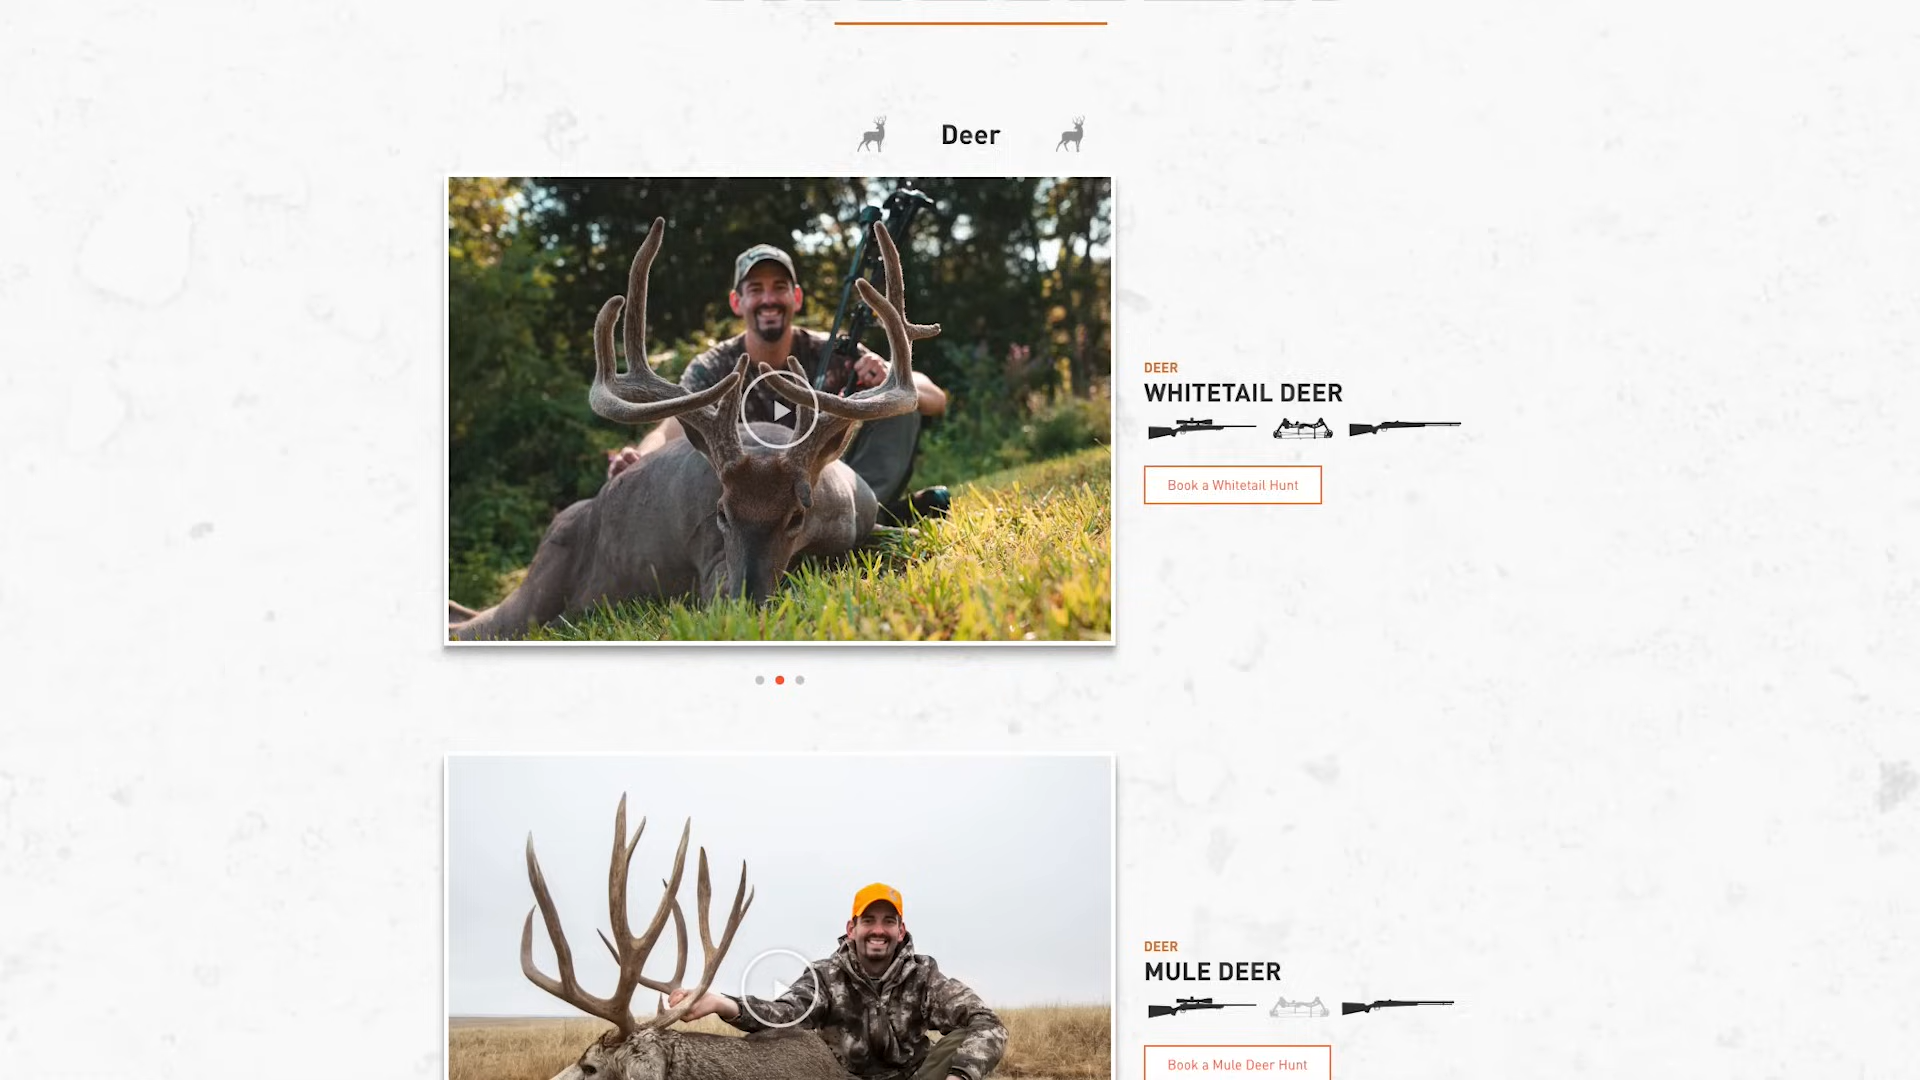 Deer
DEER
WHITETAIL DEER
Book a Whitetail Hunt
DEER
MULE DEER
Book a Mule Deer Hunt